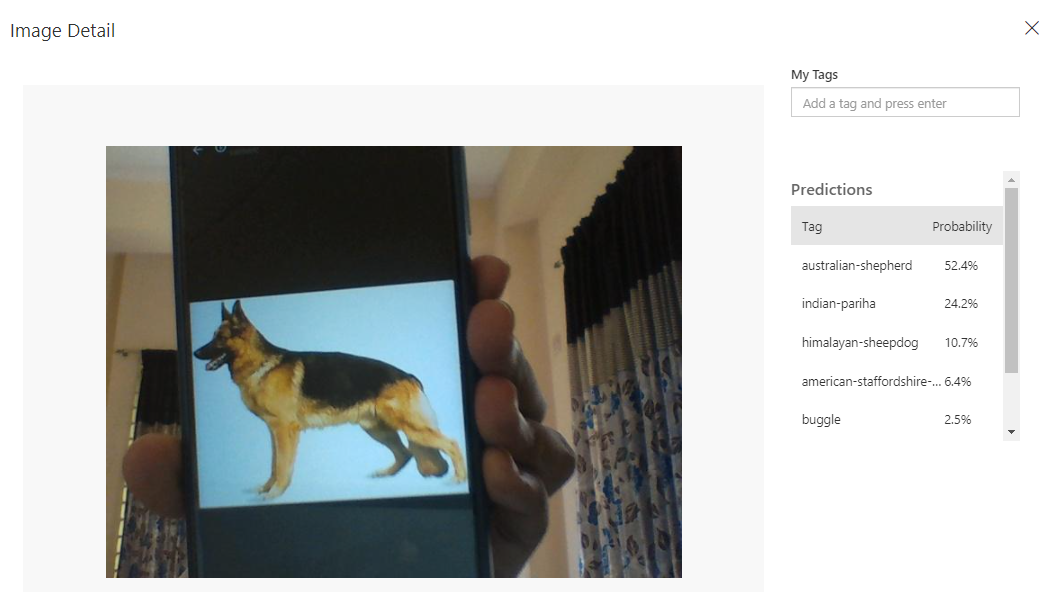 Image Detail
My Tags
Add a tag and press enter
Predictions
Tag Probability
australian-shepherd 52.4%
indian-pariha 24.2%
himalayan-sheepdog 10.7%
american-staffordshire-... 6.4%
buggle 2.5%